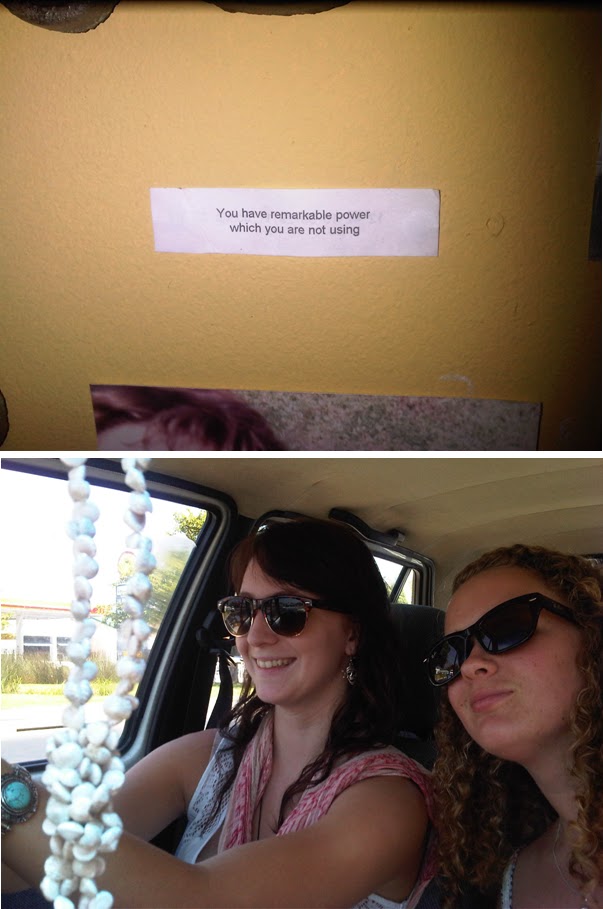 You have remarkable power
which you are not using